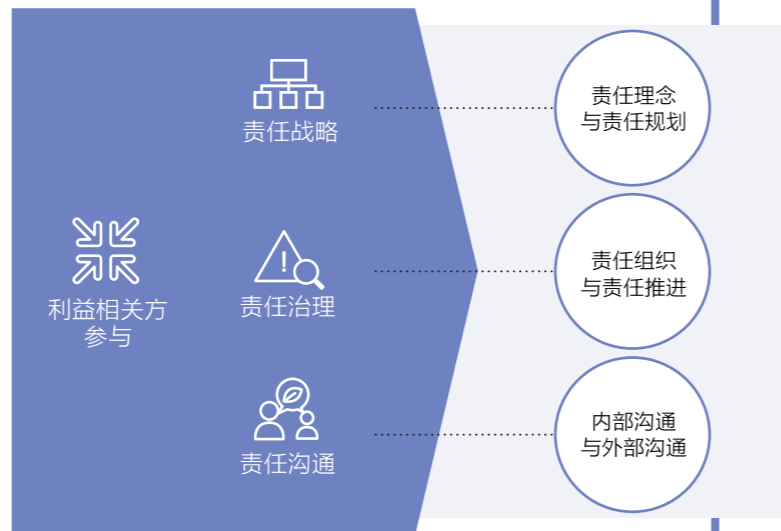 责任战略
责任理念
与责任规划
利益相关方
参与
责任治理
责任组织
与责任推进
责任沟通
内部沟通
与外部沟通